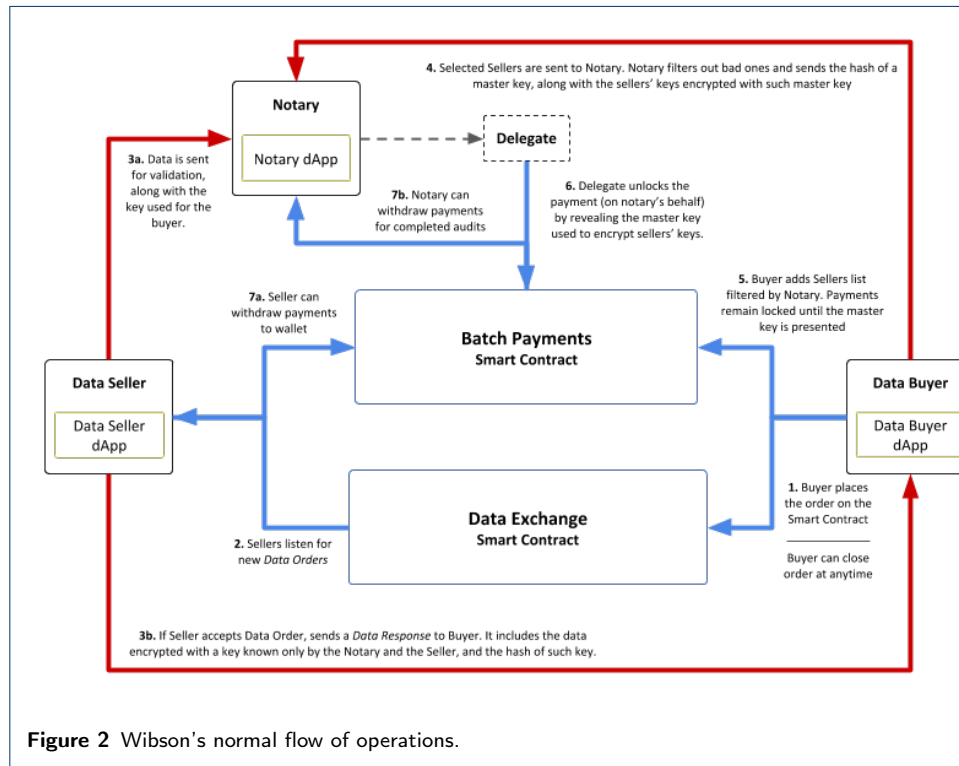 4. Selected Sellers are sent to Notary. Notary filters out bad ones and sends the hash of a
master key, along with the sellers' keys encrypted with such master key
Notary
Notary dApp
Delegate
3a. Data is sent
for validation,
along with the
key used for the
buyer.
7b. Notary can
withdraw payments
for completed audits
6. Delegate unlocks the
payment (on notary's behalf)
by revealing the master key
used to encrypt sellers' keys.
7a. Seller can
withdraw payments
to wallet
Batch Payments
Smart Contract
5. Buyer adds Sellers list
filtered by Notary. Payments
remain locked until the master
key is presented
Data Seller
Data Seller
dApp
Data Buyer
Data Buyer
dApp
Data Exchange
Smart Contract
1. Buyer places
the order on the
Smart Contract
Buyer can close
order at anytime
2. Sellers listen for
new Data Orders
3b. If Seller accepts Data Order, sends a Data Response to Buyer. It includes the data
encrypted with a key known only by the Notary and the Seller, and the hash of such key.
Figure 2 Wibson's normal flow of operations.